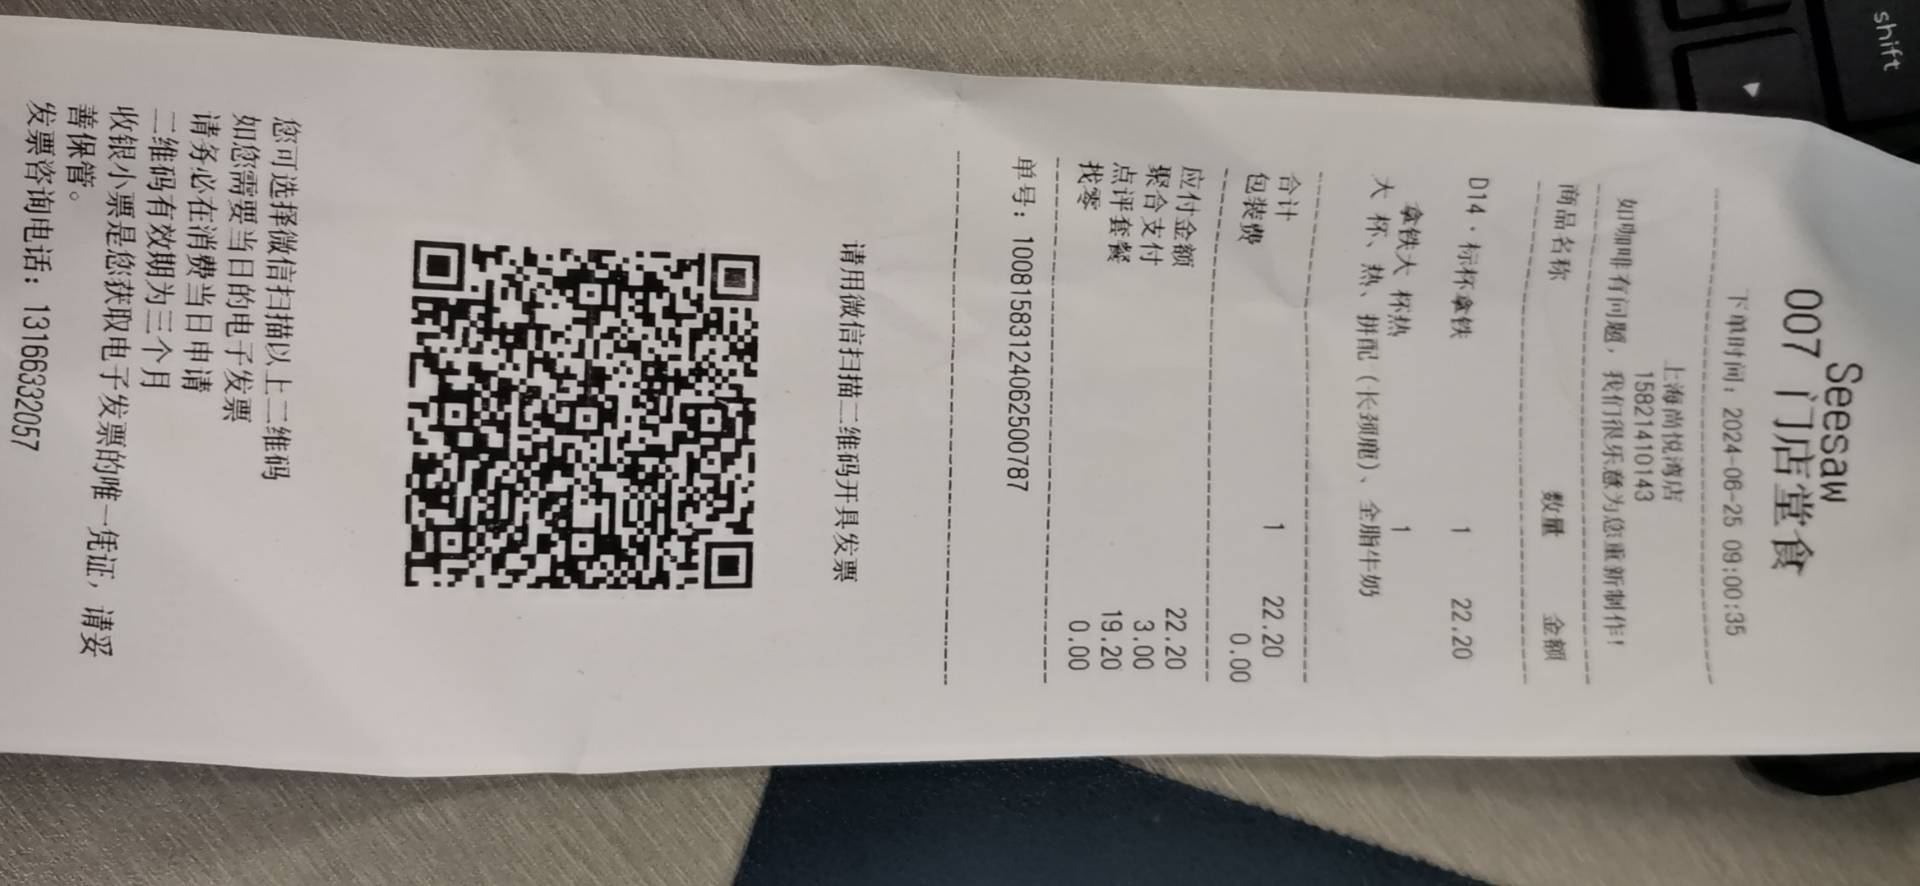 Seesaw
007 门店堂食
下单时间：2024-06-25 09:00:35
上海尚悦湾店
15821410143
如咖啡有问题，我们很乐意为您重新制作！
商品名称 数量 金额
D14·标杯拿铁 1 22.20
拿铁大 杯热 1
大 杯、热、拼配（长颈鹿）、全脂牛奶
合计 1 22.20
包装费 0.00
应付金额 22.20
聚合支付 3.00
点评套餐 19.20
找零 0.00
单号：10081583124062500787
请用微信扫描二维码开具发票
您可选择微信扫描以上二维码
如您需要当日的电子发票
请务必在消费当日申请
二维码有效期为三个月
收银小票是您获取电子发票的唯一凭证，请妥
善保管。
发票咨询电话：13166332057
shift